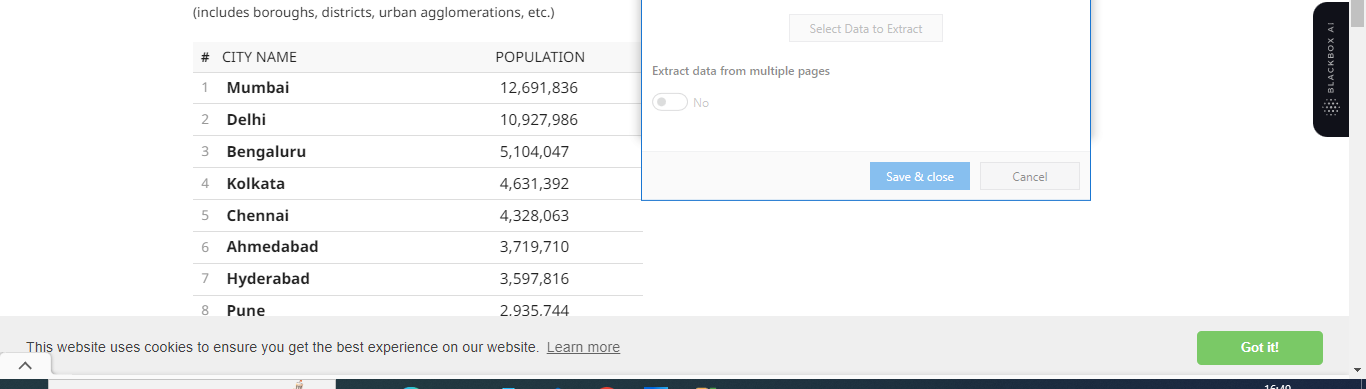 (includes boroughs, districts, urban agglomerations, etc.)
# CITY NAME POPULATION
1 Mumbai 12,691,836
2 Delhi 10,927,986
3 Bengaluru 5,104,047
4 Kolkata 4,631,392
5 Chennai 4,328,063
6 Ahmedabad 3,719,710
7 Hyderabad 3,597,816
8 Pune 2,935,744
Select Data to Extract
Extract data from multiple pages
No
Save & close Cancel
BLACKBOX AI
This website uses cookies to ensure you get the best experience on our website. Learn more
Got it!
16:40